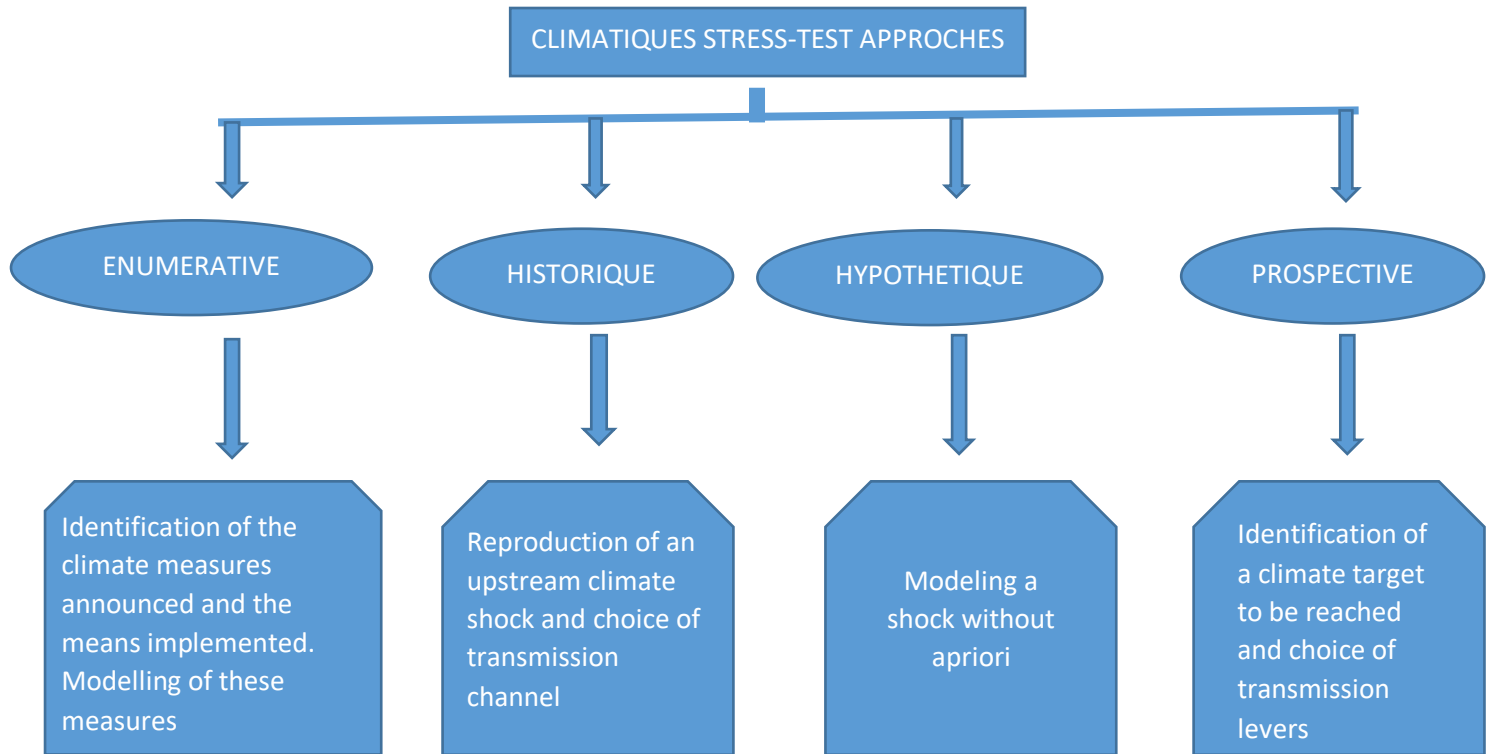 CLIMATIQUES STRESS-TEST APPROCHES
ENUMERATIVE
HISTORIQUE
HYPOTHETIQUE
PROSPECTIVE
Identification of the
climate measures
announced and the
means implemented.
Modelling of these
measures
Reproduction of an
upstream climate
shock and choice of
transmission
channel
Modeling a
shock without
apriori
Identification of
a climate target
to be reached
and choice of
transmission
levers